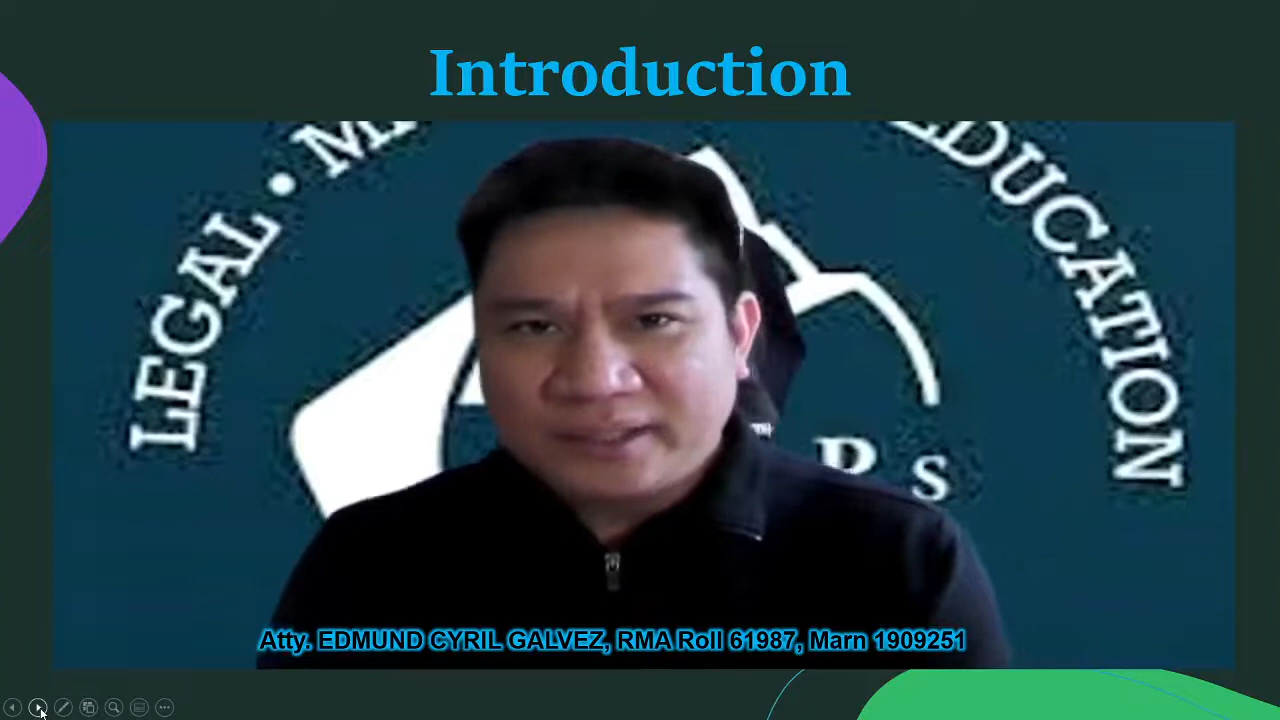 Introduction
LEGAL • M
EDUCATION
R S
Atty. EDMUND CYRIL GALVEZ, RMA Roll 61987, Marn 1909251